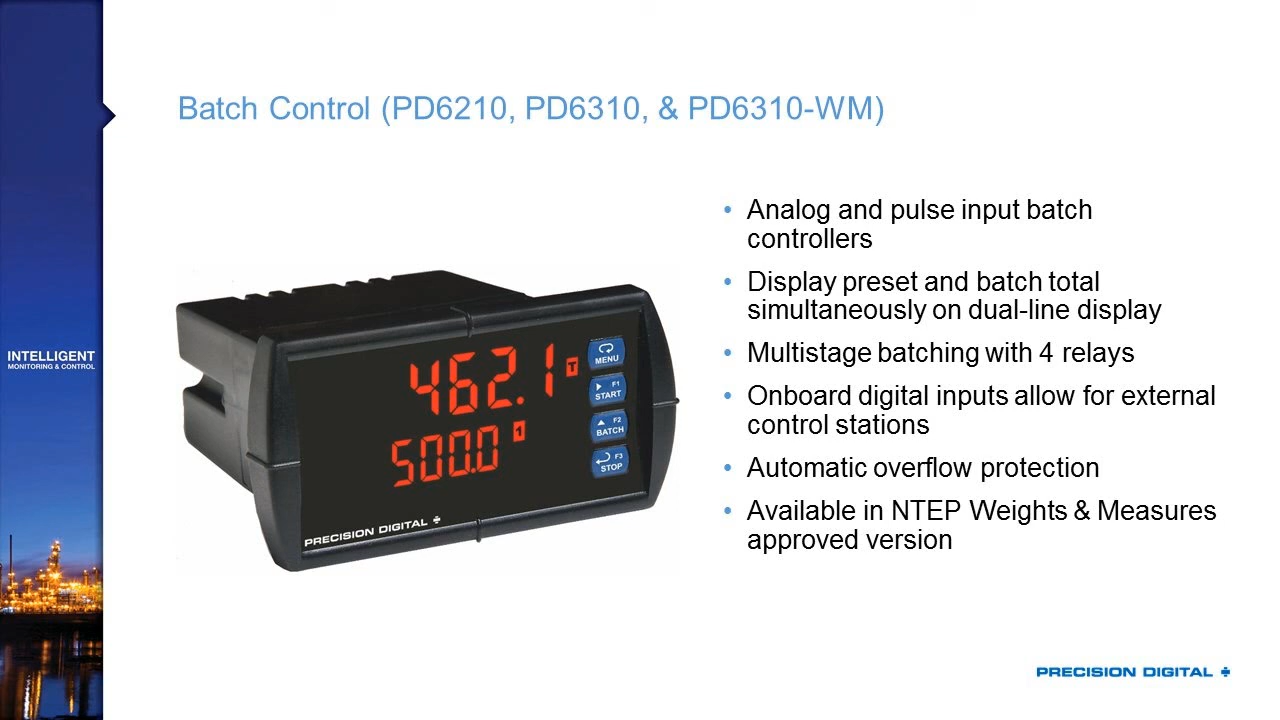 Batch Control (PD6210, PD6310, & PD6310-WM)
INTELLIGENT
MONITORING & CONTROL
462.1 T
500.0 1
MENU
F1
START
F2
BATCH
F3
STOP
PRECISION DIGITAL
• Analog and pulse input batch
controllers
• Display preset and batch total
simultaneously on dual-line display
• Multistage batching with 4 relays
• Onboard digital inputs allow for external
control stations
• Automatic overflow protection
• Available in NTEP Weights & Measures
approved version
PRECISION DIGITAL